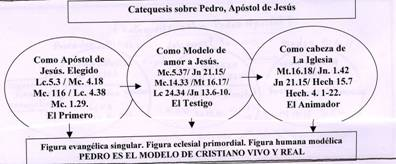 Catequesis sobre Pedro, Apóstol de Jesús
Como Apóstol de
Jesús. Elegido
Lc.5.3 / Mc. 4.18
Mc. 116 / Lc. 4.38
Mc. 1.29.
El Primero
Como Modelo de
amor a Jesús.
Mc.5.37/ Jn 21.15/
Mc.14.33 /Mt 16.17/
Lc 24.34 /Jn 13.6-10.
El Testigo
Como cabeza de
La Iglesia
Mt.16.18/ Jn. 1.42
Jn 21.15/ Hech 15.7
Hech. 4. 1-22.
El Animador
Figura evangélica singular. Figura eclesial primordial. Figura humana modélica
PEDRO ES EL MODELO DE CRISTIANO VIVO Y REAL